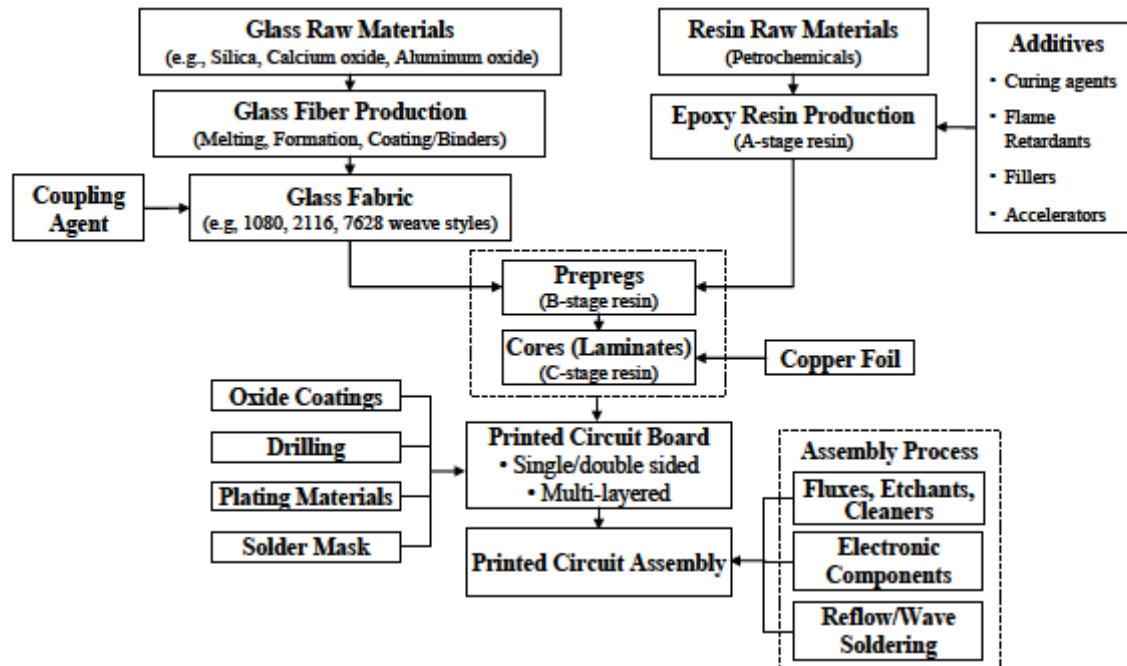 Glass Raw Materials
(e.g., Silica, Calcium oxide, Aluminum oxide)
Resin Raw Materials
(Petrochemicals)
Additives
• Curing agents
• Flame
Retardants
• Fillers
• Accelerators
Glass Fiber Production
(Melting, Formation, Coating/Binders)
Epoxy Resin Production
(A-stage resin)
Coupling
Agent
Glass Fabric
(e.g, 1080, 2116, 7628 weave styles)
Prepregs
(B-stage resin)
Cores (Laminates)
(C-stage resin)
Copper Foil
Oxide Coatings
Drilling
Plating Materials
Solder Mask
Printed Circuit Board
• Single/double sided
• Multi-layered
Printed Circuit Assembly
Assembly Process
Fluxes, Etchants,
Cleaners
Electronic
Components
Reflow/Wave
Soldering